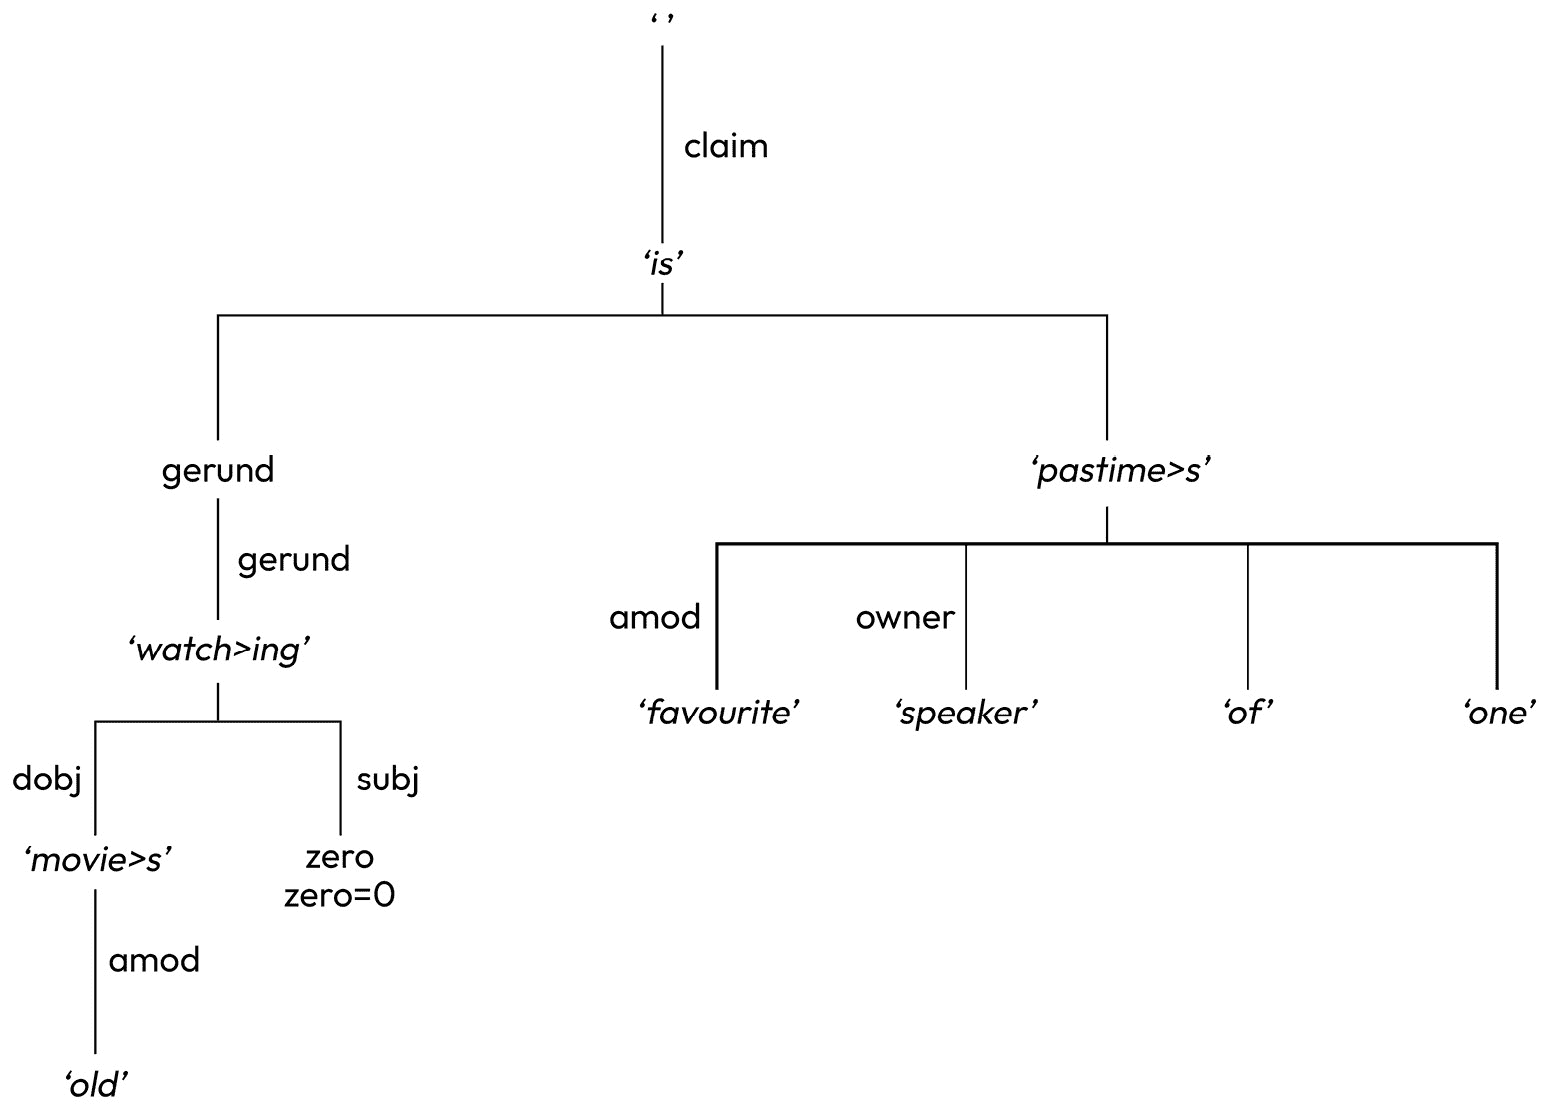 ‘ ’
claim
‘is’
gerund
‘pastime>s’
gerund
amod
owner
‘watch>ing’
‘favourite’
‘speaker’
‘of’
‘one’
dobj
subj
‘movie>s’
zero
zero=0
amod
‘old’